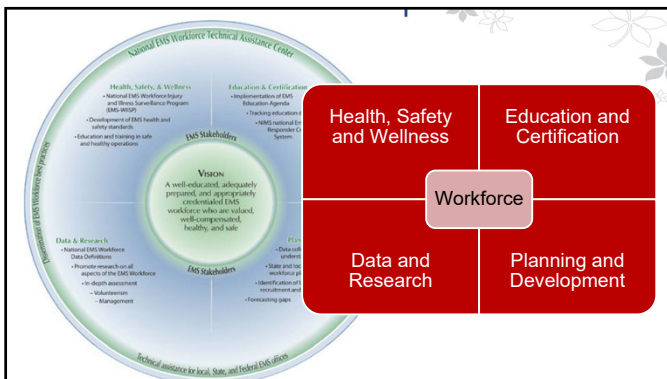 National EMS Workforce Technical Assistance Center
Health, Safety, & Wellness
• National EMS Workforce Injury
and Illness Surveillance Program
(EMS-WIISP)
• Development of EMS health and
safety standards
• Education and training in safe
and healthy operations
Education & Certification
• Implementation of EMS
Education Agenda
• Tracking education
• NIMS national
Responder
System
EMS Stakeholders
VISION
A well-educated, adequately
prepared, and appropriately
credentialed EMS
workforce who are valued,
well-compensated,
healthy, and safe
EMS Stakeholders
Data & Research
• National EMS Workforce
Data Definitions
• Promote research on all
aspects of the EMS Workforce
• In-depth assessment
- Volunteerism
- Management
• Data
• State and
workforce
• Identification of
recruitment and
• Forecasting gaps
Dissemination of EMS Workforce best practices
Technical assistance for local, State, and Federal EMS offices
Health, Safety
and Wellness
Education and
Certification
Workforce
Data and
Research
Planning and
Development